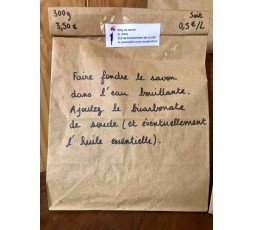 300g
3,50€
Soit
0,5€/L
Faire fondre le savon
dans l'eau bouillante.
Ajoutez le bicarbonate
de soude (et éventuellement
l'huile essentielle).